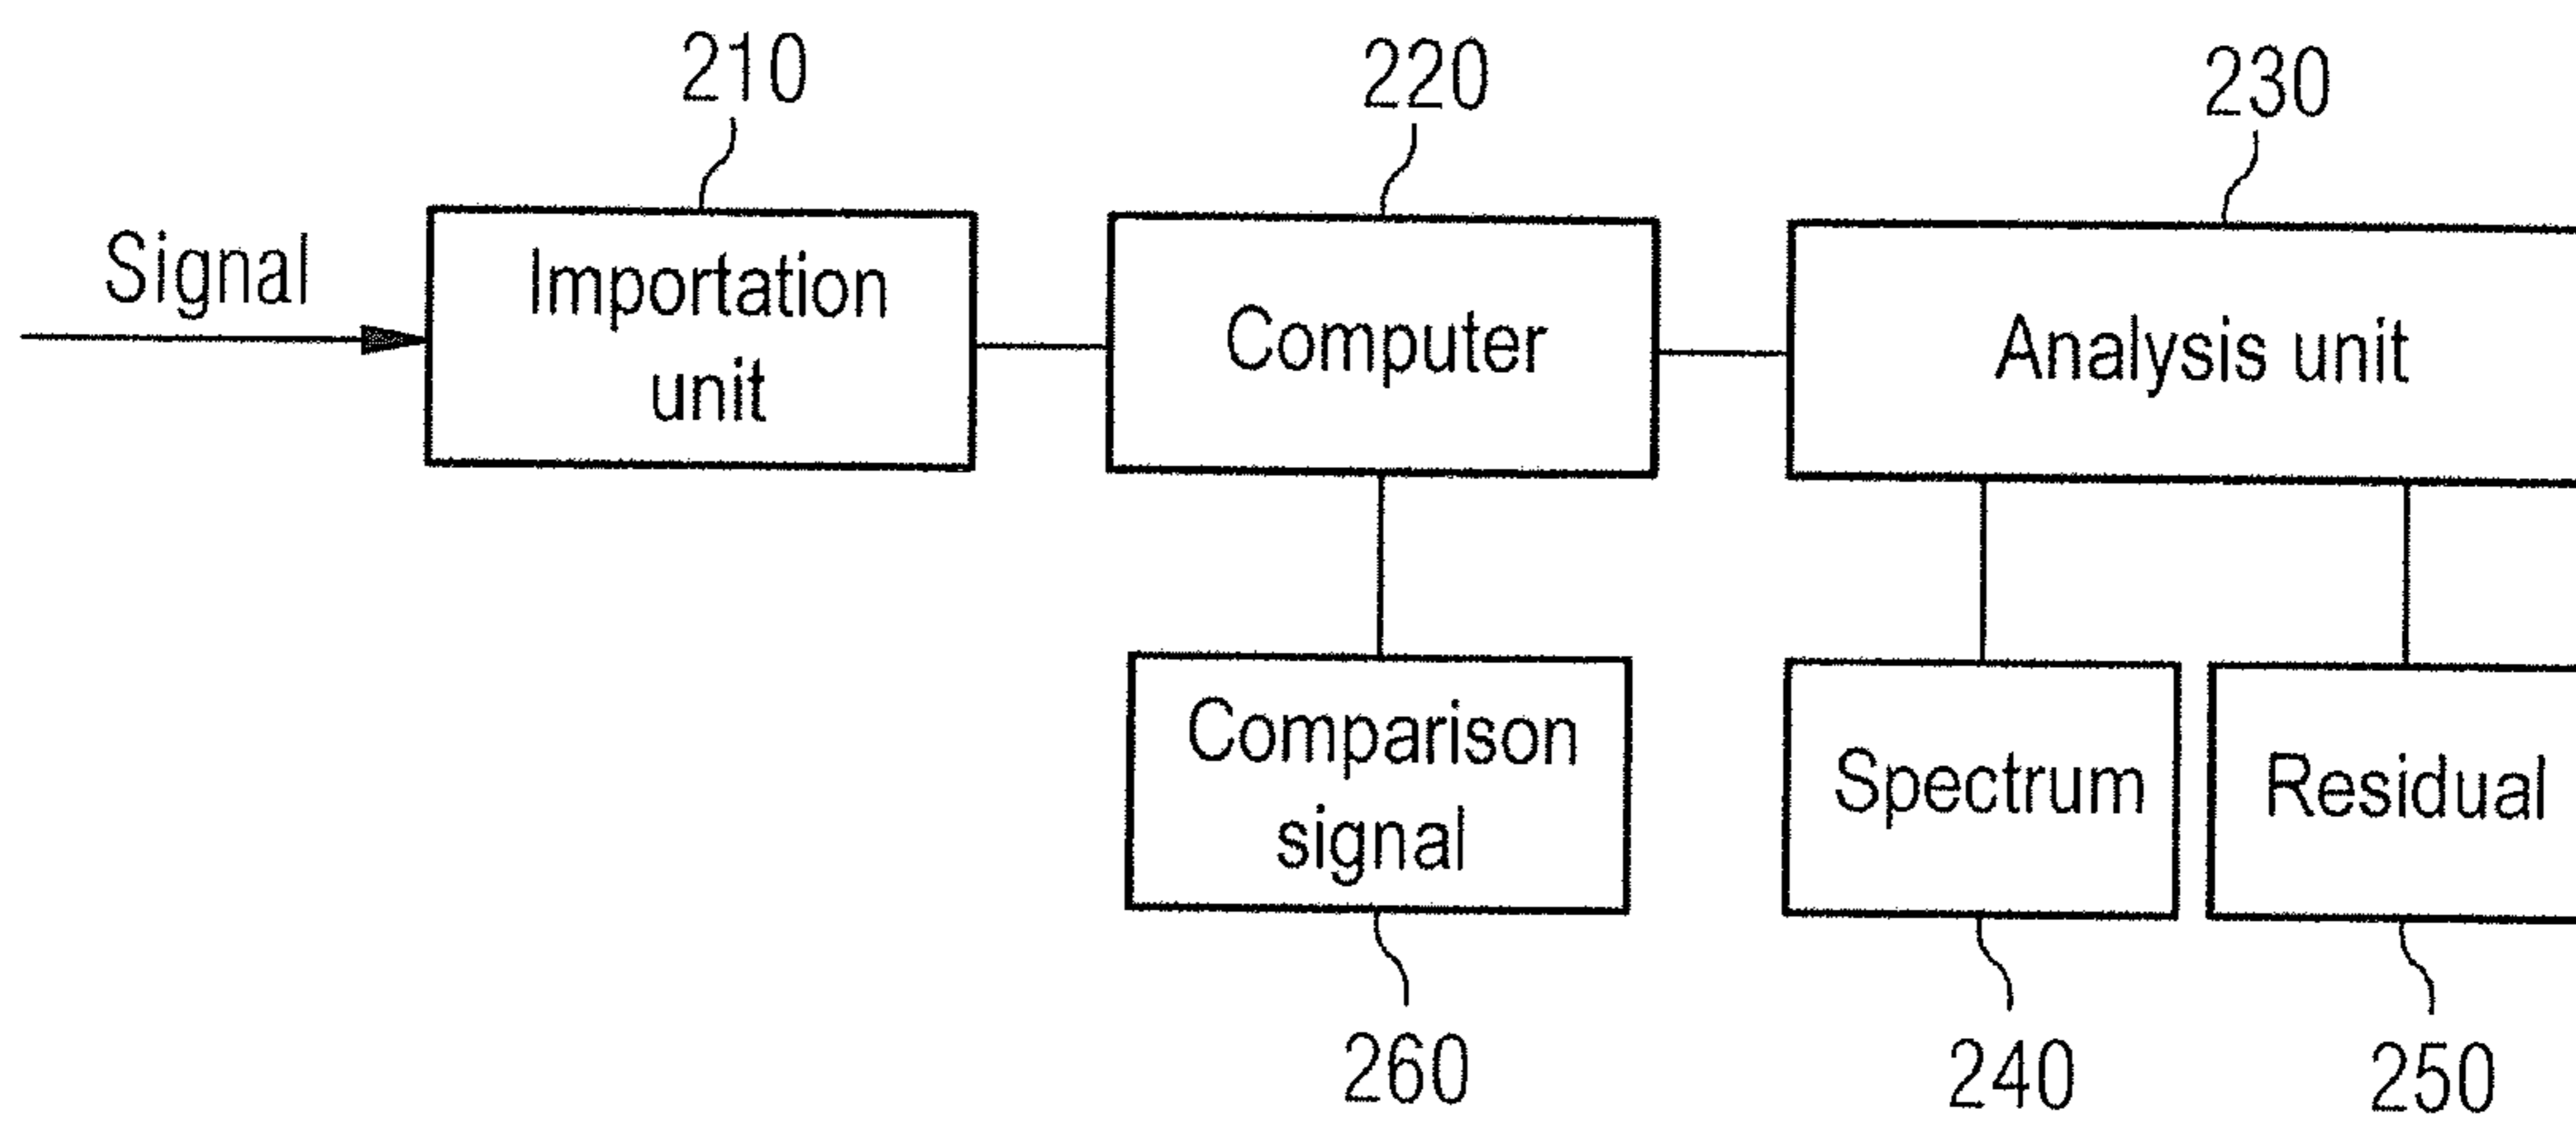 210
220
230
Signal
Importation
unit
Computer
Analysis unit
Comparison
signal
Spectrum
Residual
260
240
250